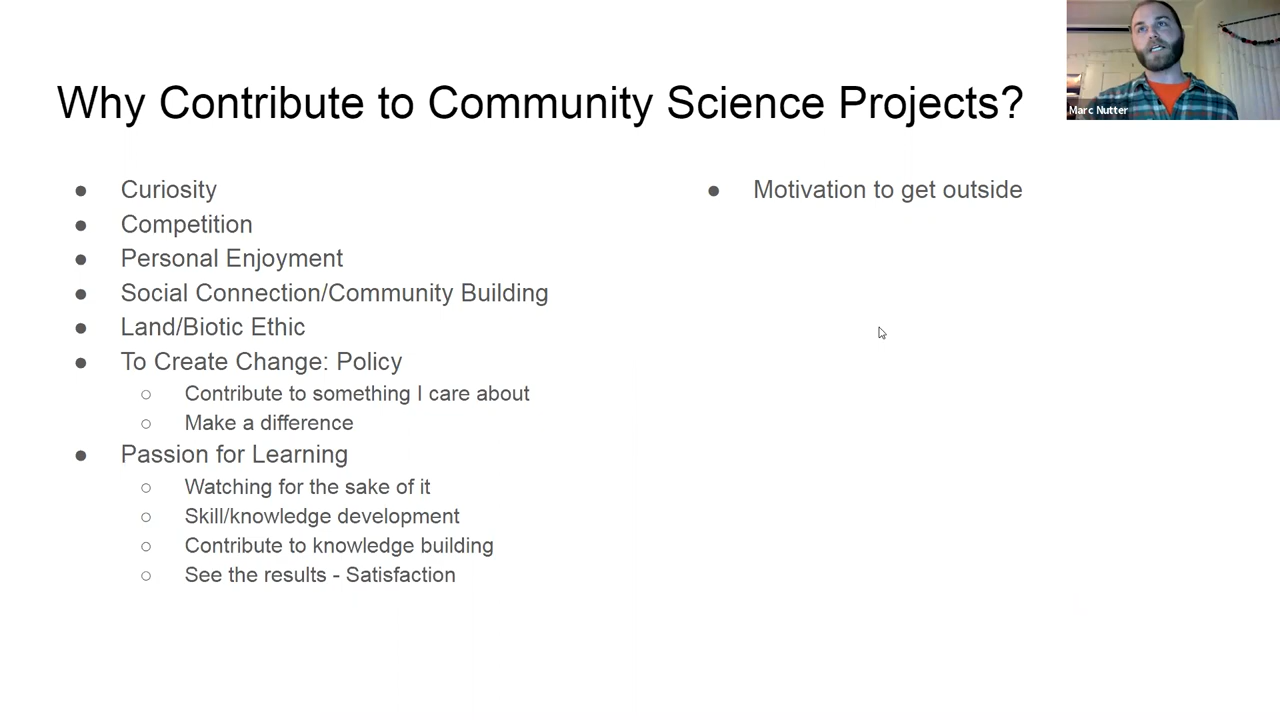 Why Contribute to Community Science Projects?
Marc Nutter
● Curiosity
● Competition
● Personal Enjoyment
● Social Connection/Community Building
● Land/Biotic Ethic
● To Create Change: Policy
○ Contribute to something I care about
○ Make a difference
● Passion for Learning
○ Watching for the sake of it
○ Skill/knowledge development
○ Contribute to knowledge building
○ See the results - Satisfaction
● Motivation to get outside